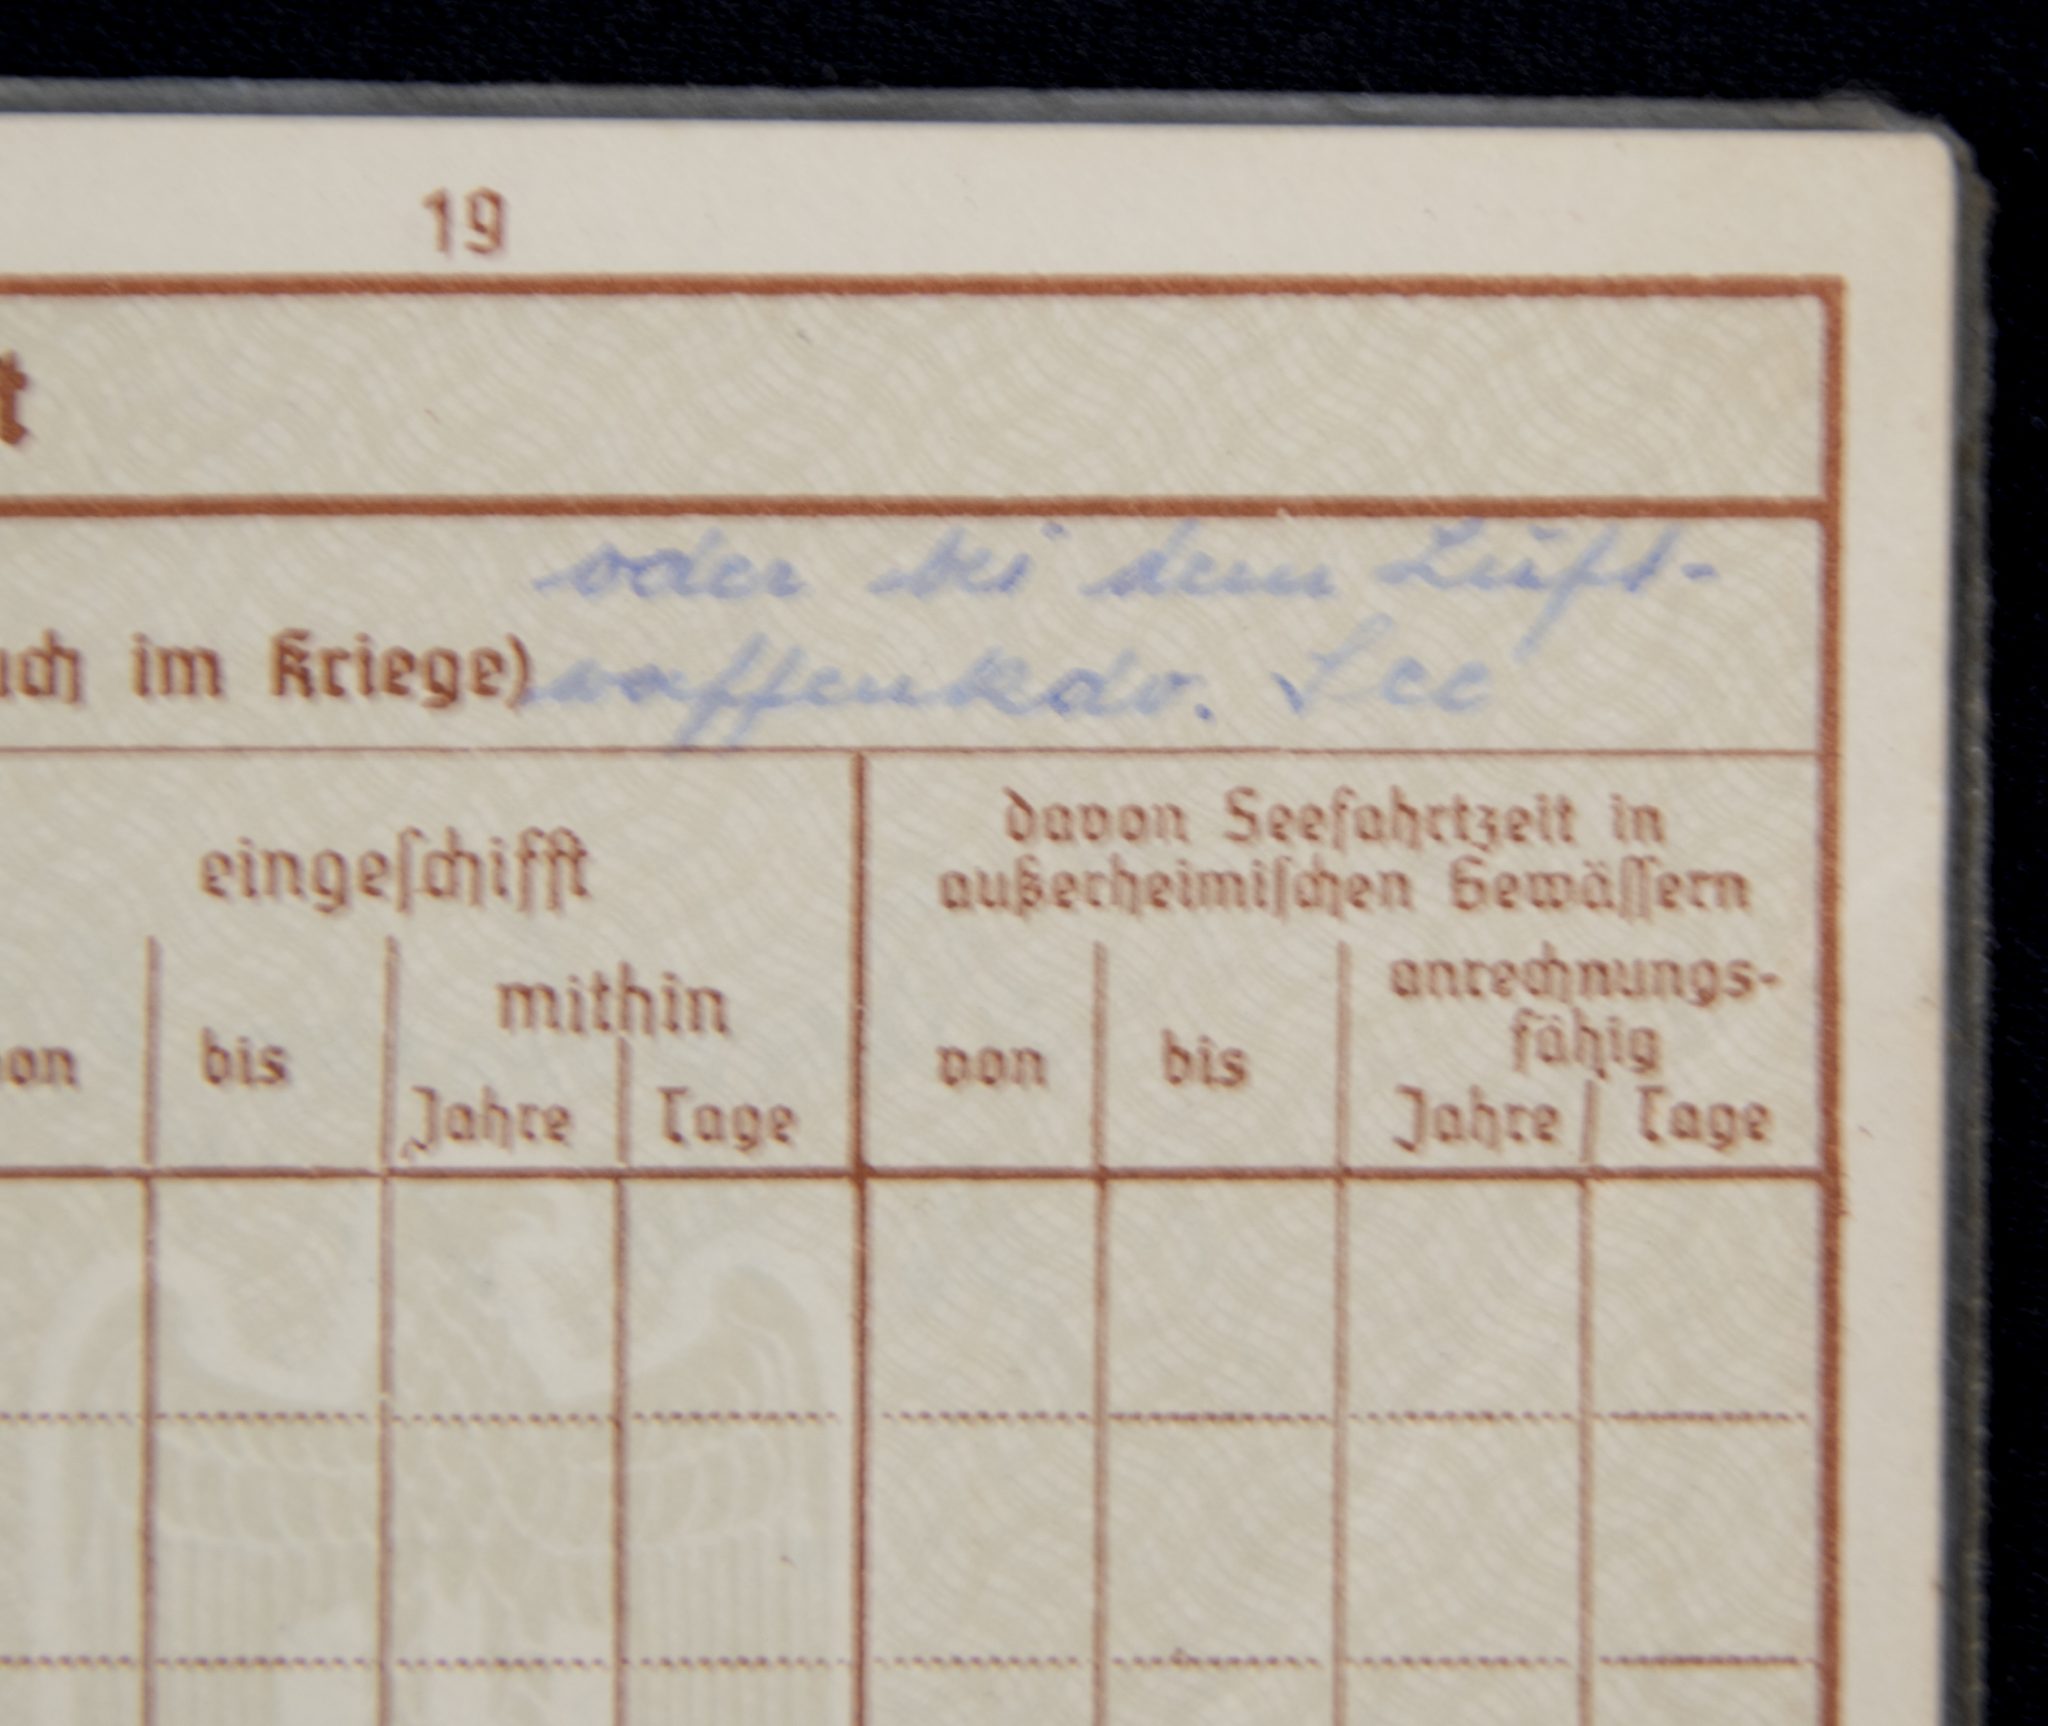 19
t
oder bei dem Luft-
uch im Kriege) waffenkdo. See
eingeschifft
davon Seefahrtzeit in
außerheimischen Gewässern
on
bis
mithin
Jahre Tage
von
bis
anrechnungs-
fähig
Jahre Tage